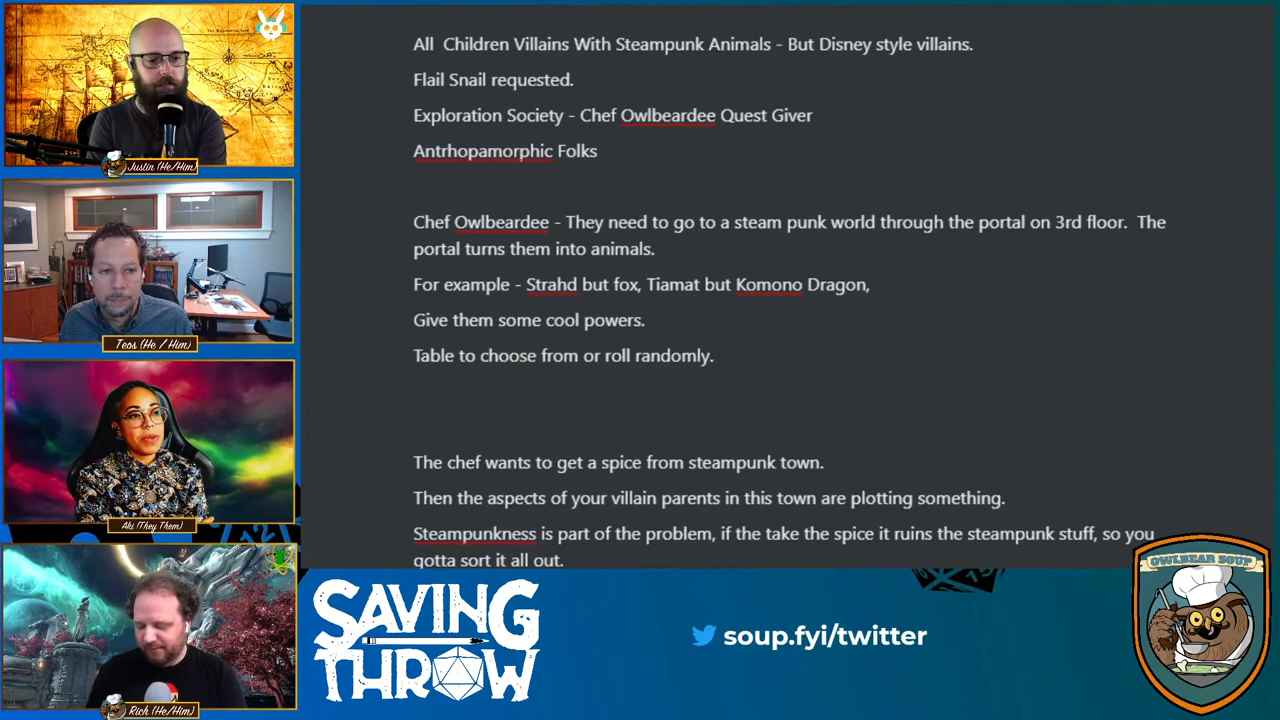 All  Children Villains With Steampunk Animals - But Disney style villains.
Flail Snail requested.
Exploration Society - Chef Owlbeardee Quest Giver
Antrhopamorphic Folks
Chef Owlbeardee - They need to go to a steam punk world through the portal on 3rd floor.  The
portal turns them into animals.
For example - Strahd but fox, Tiamat but Komono Dragon,
Give them some cool powers.
Table to choose from or roll randomly.
The chef wants to get a spice from steampunk town.
Then the aspects of your villain parents in this town are plotting something.
Steampunkness is part of the problem, if the take the spice it ruins the steampunk stuff, so you
gotta sort it all out.
Justin (He/Him)
Teos (He / Him)
Aki (They Them)
Rich (He/Him)
SAVING
THROW
soup.fyi/twitter
OWLBEAR SOUP